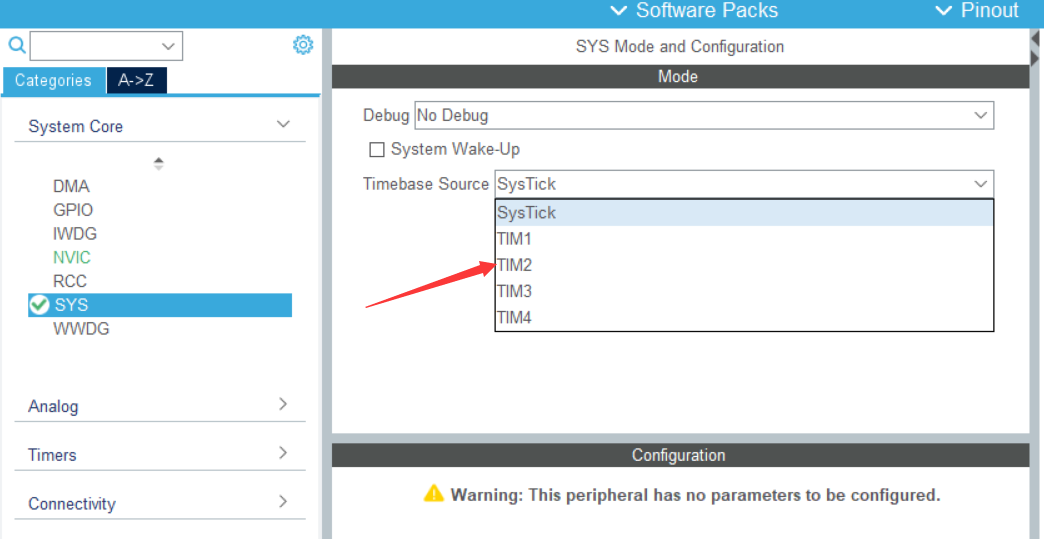 Software Packs
Pinout
Categories
A->Z
System Core
DMA
GPIO
IWDG
NVIC
RCC
SYS
WWDG
Analog
Timers
Connectivity
SYS Mode and Configuration
Mode
Debug No Debug
System Wake-Up
Timebase Source SysTick
SysTick
TIM1
TIM2
TIM3
TIM4
Configuration
Warning: This peripheral has no parameters to be configured.